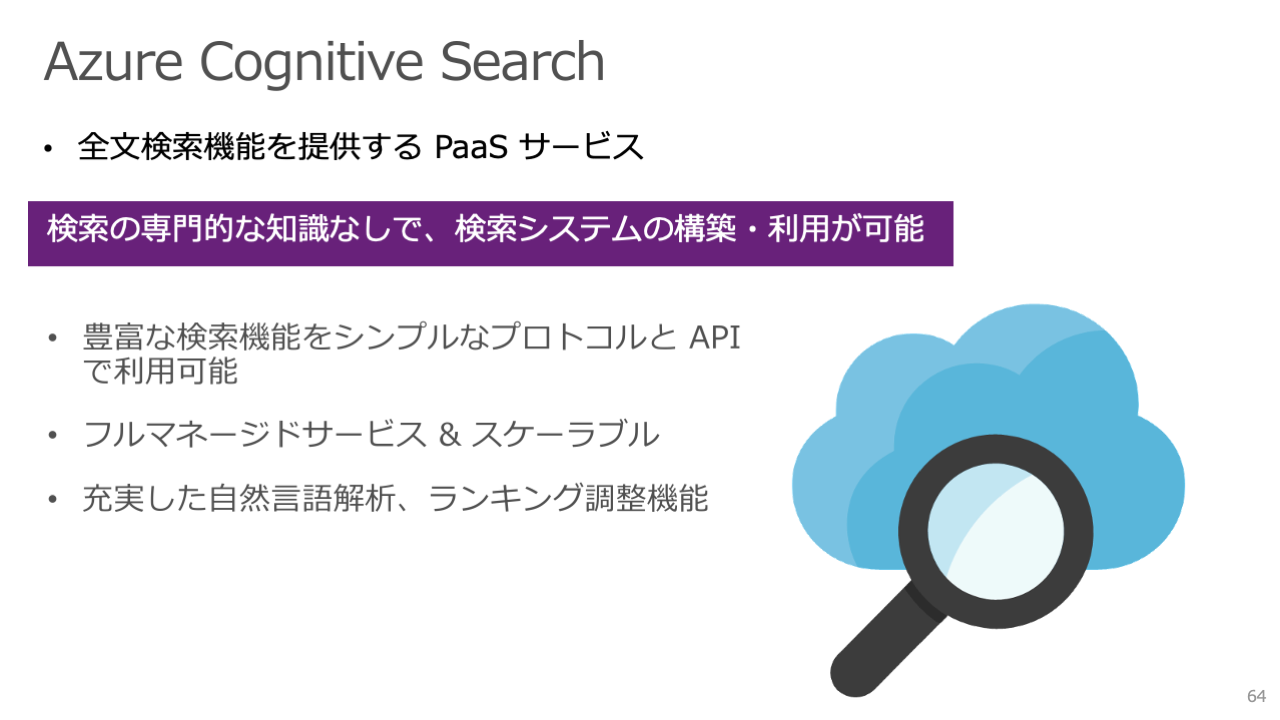 Azure Cognitive Search
• 全文検索機能を提供する PaaS サービス
検索の専門的な知識なしで、検索システムの構築・利用が可能
• 豊富な検索機能をシンプルなプロトコルと API
で利用可能
• フルマネージドサービス & スケーラブル
• 充実した自然言語解析、ランキング調整機能
64